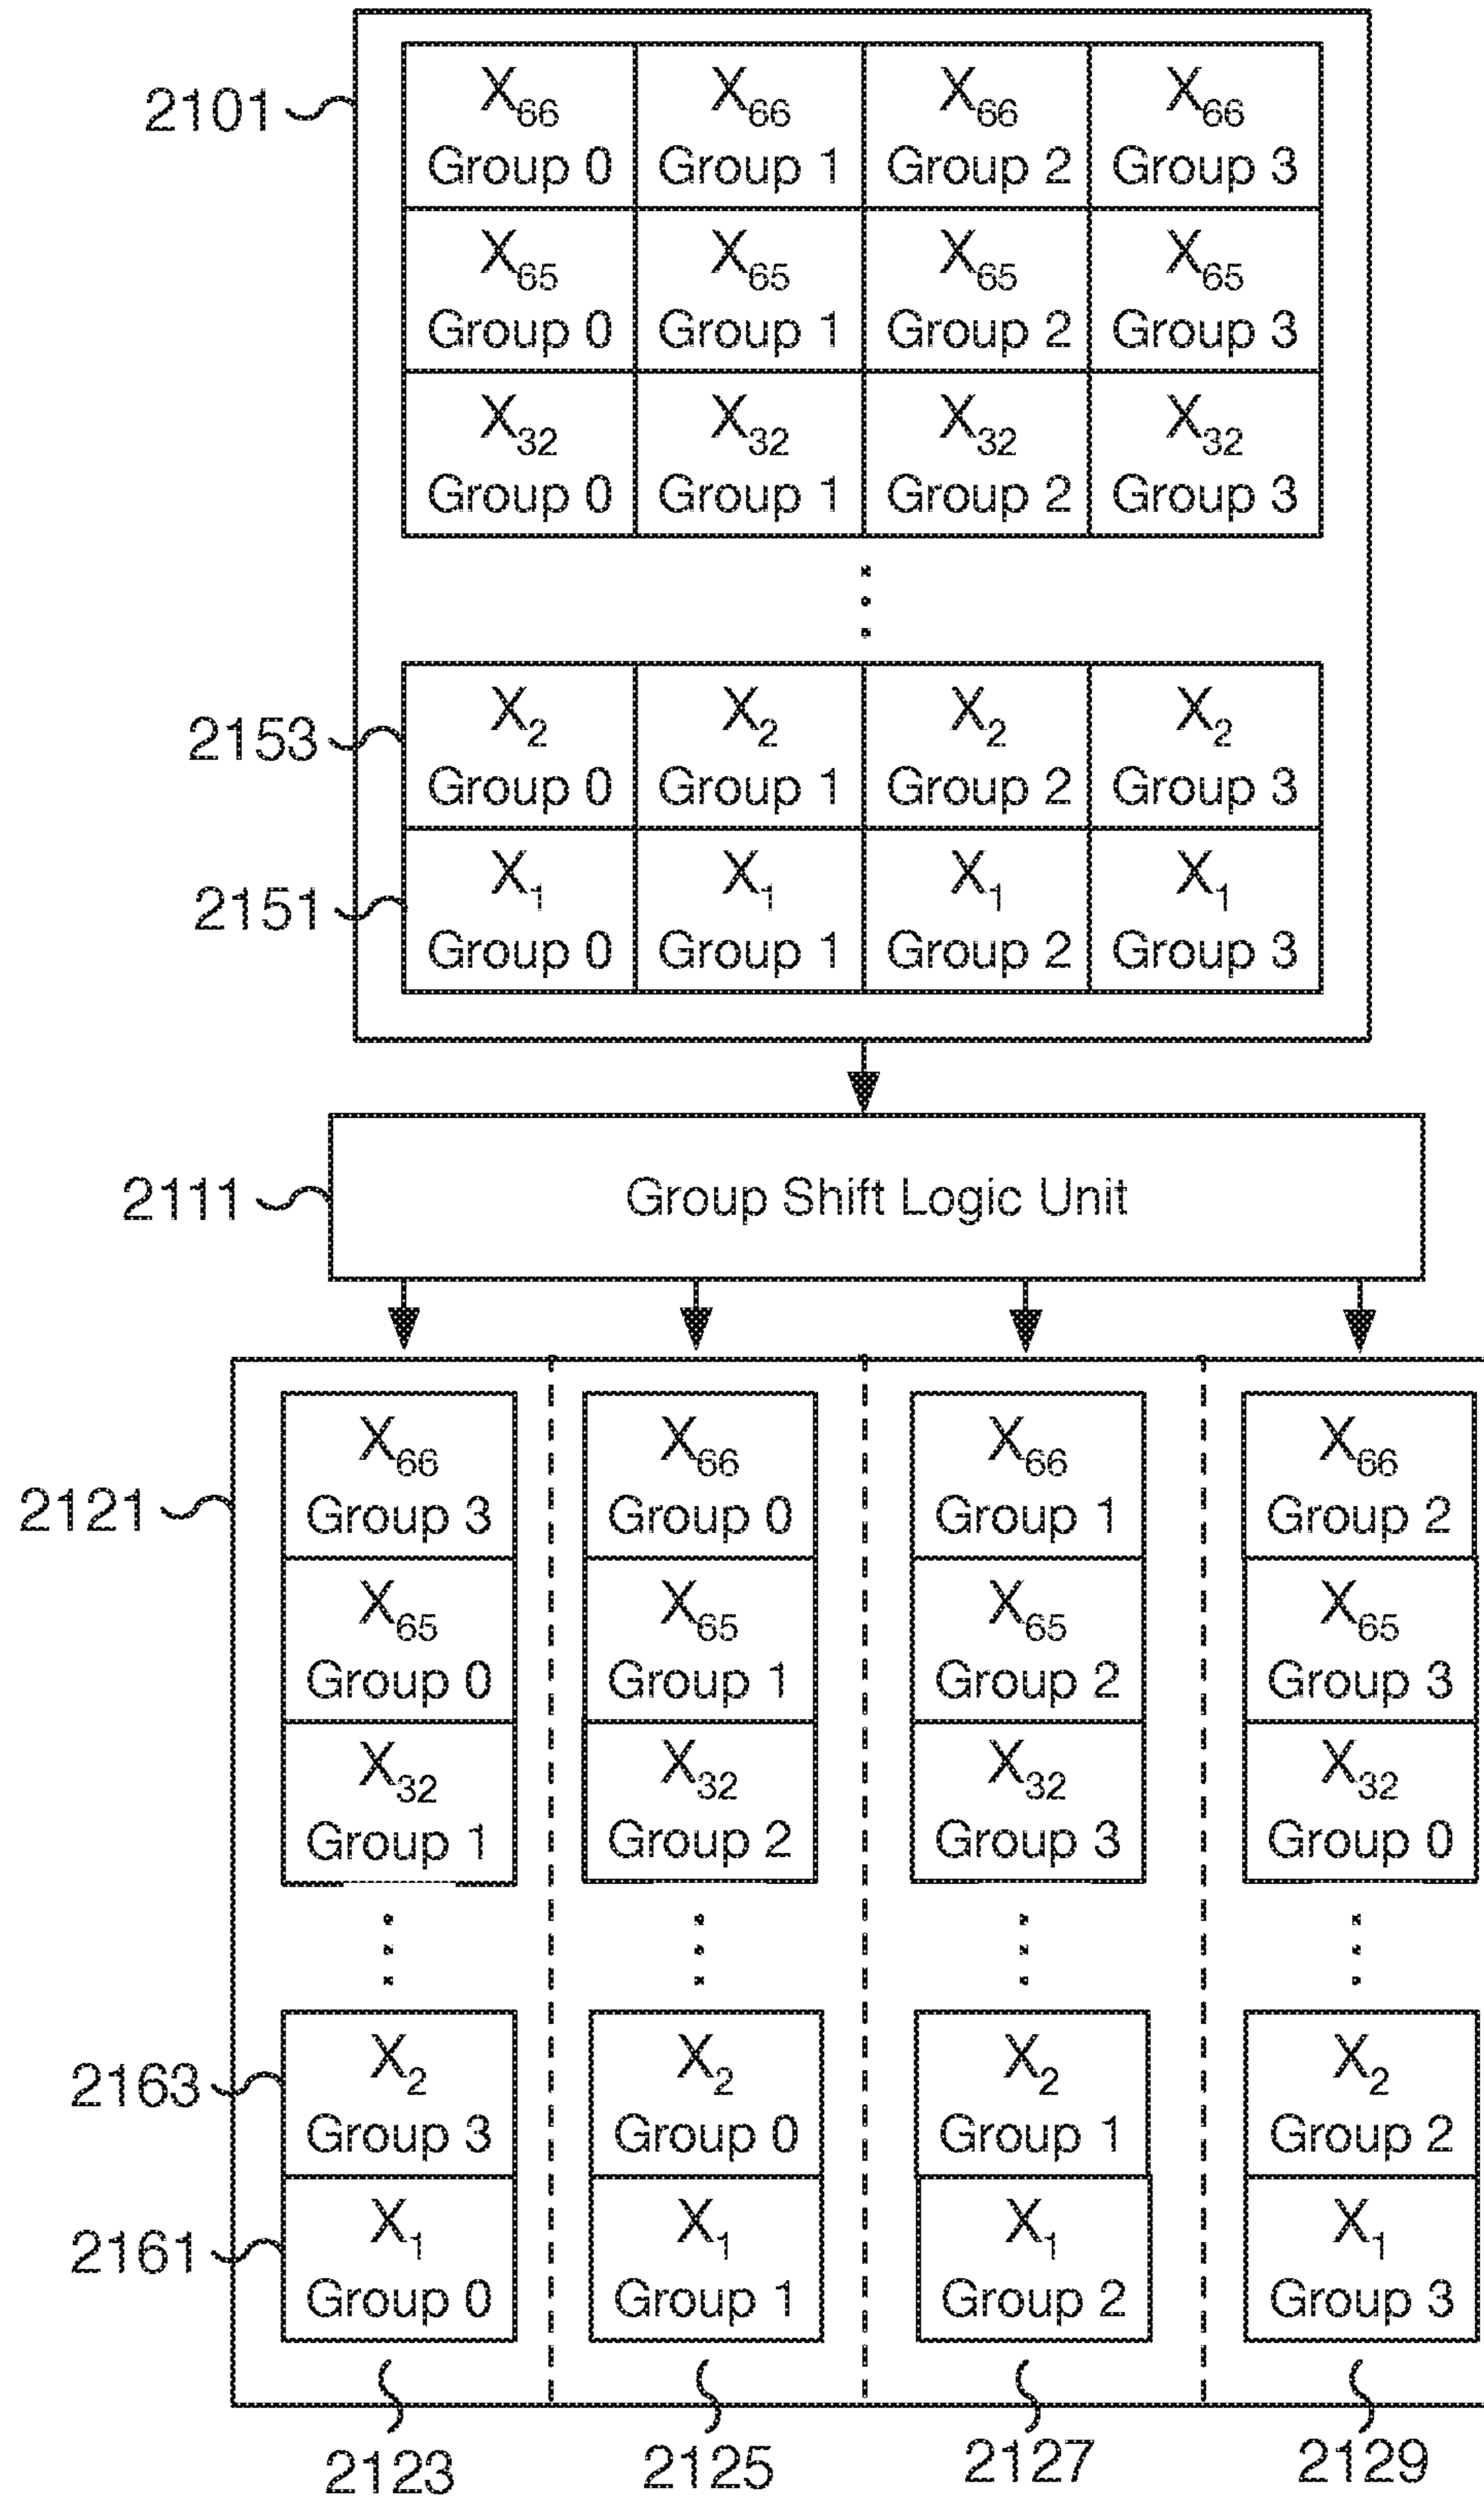 2101
X₆₆ X₆₆ X₆₆ X₆₆
Group 0 Group 1 Group 2 Group 3
X₆₅ X₆₅ X₆₅ X₆₅
Group 0 Group 1 Group 2 Group 3
X₃₂ X₃₂ X₃₂ X₃₂
Group 0 Group 1 Group 2 Group 3
2153
X₂ X₂ X₂ X₂
Group 0 Group 1 Group 2 Group 3
2151
X₁ X₁ X₁ X₁
Group 0 Group 1 Group 2 Group 3
2111
Group Shift Logic Unit
2121
X₆₆ X₆₆ X₆₆ X₆₆
Group 3 Group 0 Group 1 Group 2
X₆₅ X₆₅ X₆₅ X₆₅
Group 0 Group 1 Group 2 Group 3
X₃₂ X₃₂ X₃₂ X₃₂
Group 1 Group 2 Group 3 Group 0
2163
X₂ X₂ X₂ X₂
Group 3 Group 0 Group 1 Group 2
2161
X₁ X₁ X₁ X₁
Group 0 Group 1 Group 2 Group 3
2123 2125 2127 2129